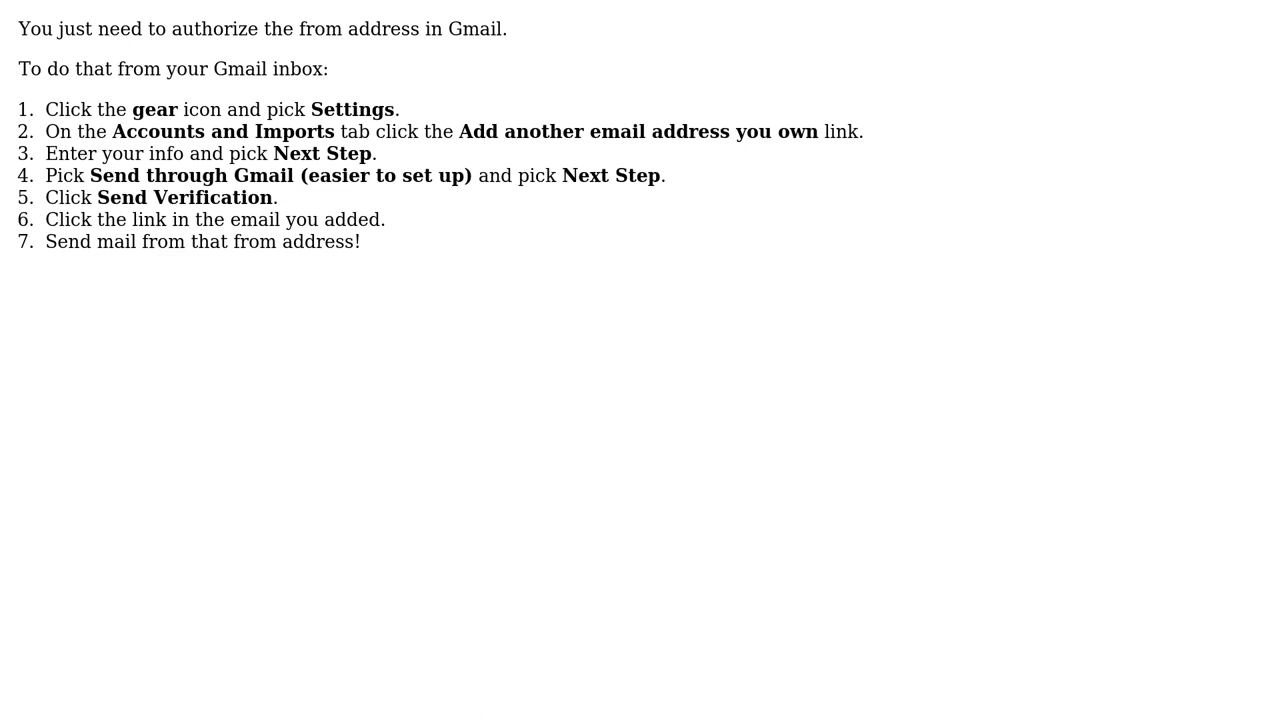 You just need to authorize the from address in Gmail.
To do that from your Gmail inbox:
1. Click the gear icon and pick Settings.
2. On the Accounts and Imports tab click the Add another email address you own link.
3. Enter your info and pick Next Step.
4. Pick Send through Gmail (easier to set up) and pick Next Step.
5. Click Send Verification.
6. Click the link in the email you added.
7. Send mail from that from address!